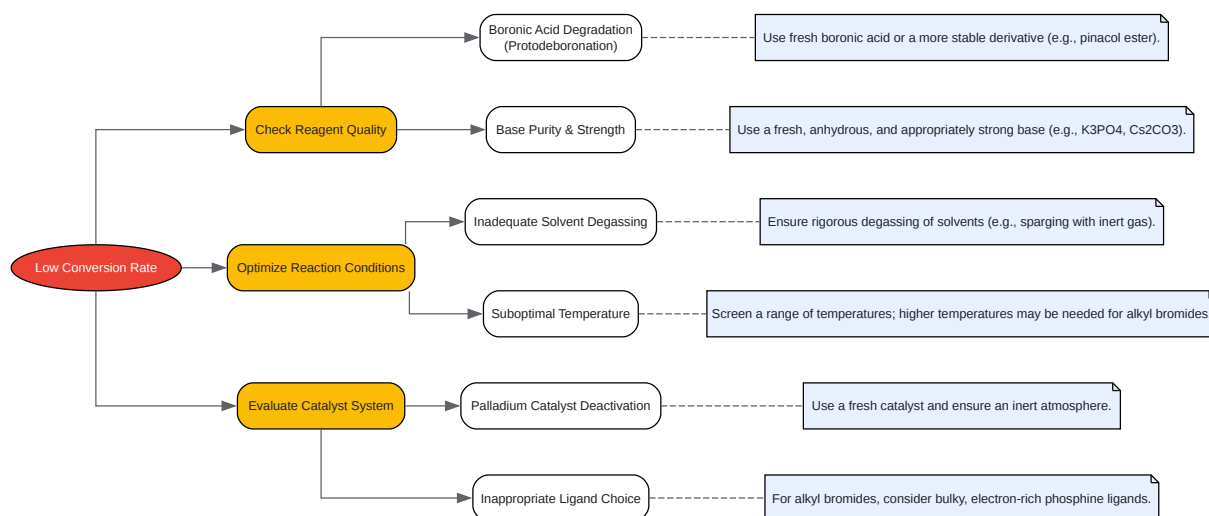 Boronic Acid Degradation
(Protodeboronation)
Use fresh boronic acid or a more stable derivative (e.g., pinacol ester).
Check Reagent Quality
Base Purity & Strength
Use a fresh, anhydrous, and appropriately strong base (e.g., K3PO4, Cs2CO3).
Inadequate Solvent Degassing
Ensure rigorous degassing of solvents (e.g., sparging with inert gas).
Low Conversion Rate
Optimize Reaction Conditions
Suboptimal Temperature
Screen a range of temperatures; higher temperatures may be needed for alkyl bromides
Evaluate Catalyst System
Palladium Catalyst Deactivation
Use a fresh catalyst and ensure an inert atmosphere.
Inappropriate Ligand Choice
For alkyl bromides, consider bulky, electron-rich phosphine ligands.